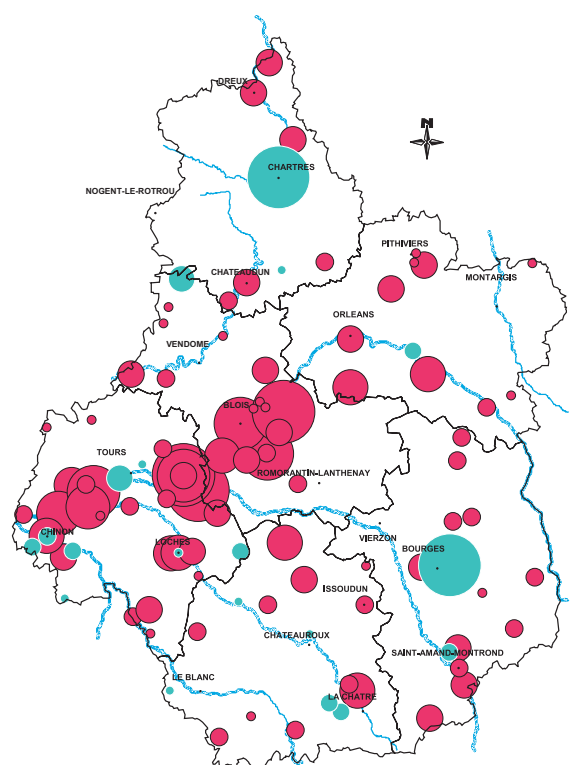 DREUX
N
CHARTRES
NOGENT-LE-ROTROU
PITHIVIERS
CHATEAUDUN
MONTARGIS
ORLEANS
VENDOME
BLOIS
TOURS
ROMORANTIN-LANTHENAY
CHINON
VIERZON
LOCHES
BOURGES
ISSOUDUN
CHATEAUROUX
SAINT-AMAND-MONTROND
LE BLANC
LA CHATRE